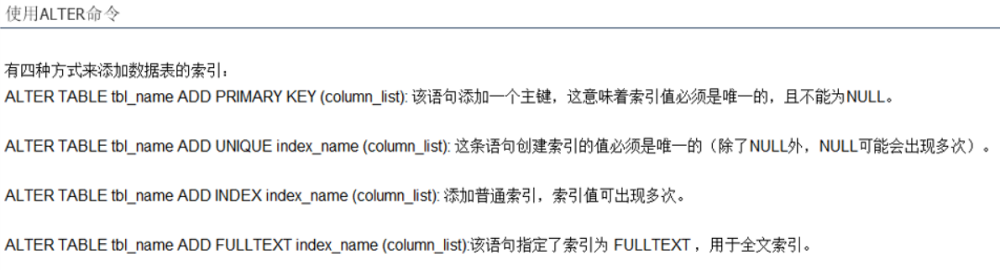 使用ALTER命令
有四种方式来添加数据表的索引：
ALTER TABLE tbl_name ADD PRIMARY KEY (column_list): 该语句添加一个主键，这意味着索引值必须是唯一的，且不能为NULL。
ALTER TABLE tbl_name ADD UNIQUE index_name (column_list): 这条语句创建索引的值必须是唯一的（除了NULL外，NULL可能会出现多次）。
ALTER TABLE tbl_name ADD INDEX index_name (column_list): 添加普通索引，索引值可出现多次。
ALTER TABLE tbl_name ADD FULLTEXT index_name (column_list):该语句指定了索引为 FULLTEXT ，用于全文索引。